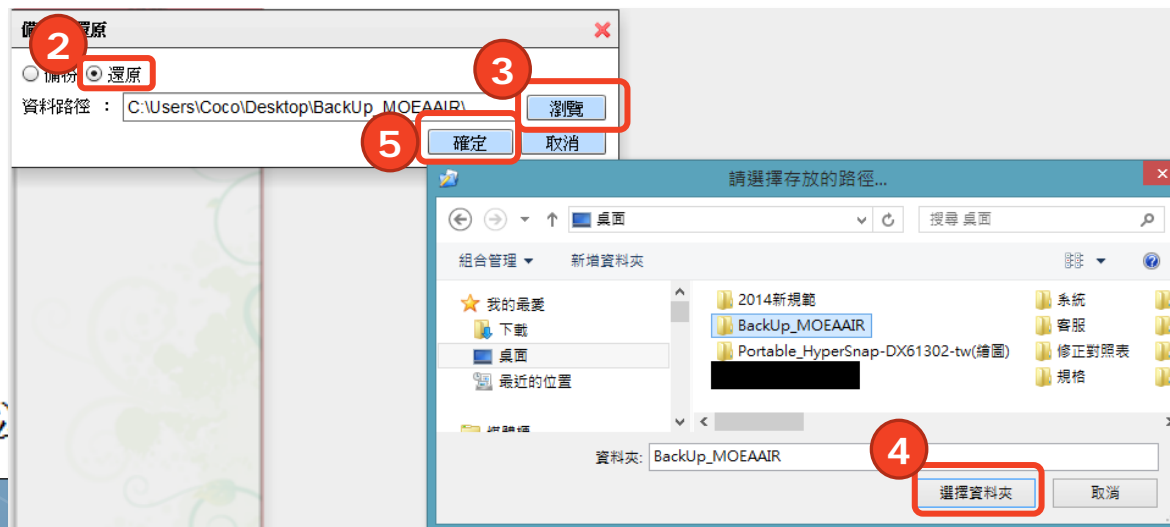 備份還原
2
備份 還原
3
資料路徑 : C:\Users\Coco\Desktop\BackUp_MOEAAIR\ 瀏覽
5
確定 取消
請選擇存放的路徑...
桌面 搜尋 桌面
組合管理 新增資料夾
我的最愛
下載
桌面
最近的位置
媒體櫃
2014新規範 系統
BackUp_MOEAAIR 客服
Portable_HyperSnap-DX61302-tw(繪圖) 修正對照表
規格
資料夾: BackUp_MOEAAIR
4
選擇資料夾 取消